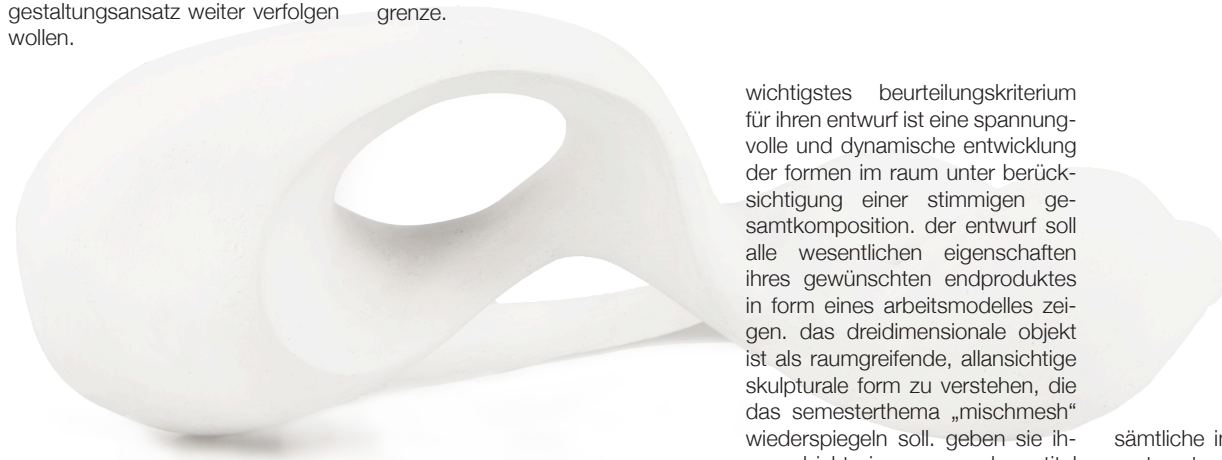 gestaltungsansatz weiter verfolgen
wollen.
grenze.
wichtigstes beurteilungskriterium
für ihren entwurf ist eine spannung-
volle und dynamische entwicklung
der formen im raum unter berück-
sichtigung einer stimmigen ge-
samtkomposition. der entwurf soll
alle wesentlichen eigenschaften
ihres gewünschten endproduktes
in form eines arbeitsmodelles zei-
gen. das dreidimensionale objekt
ist als raumgreifende, allansichtige
skulpturale form zu verstehen, die
das semesterthema „mischmesh“
wiederspiegeln soll. geben sie ih-
sämtliche